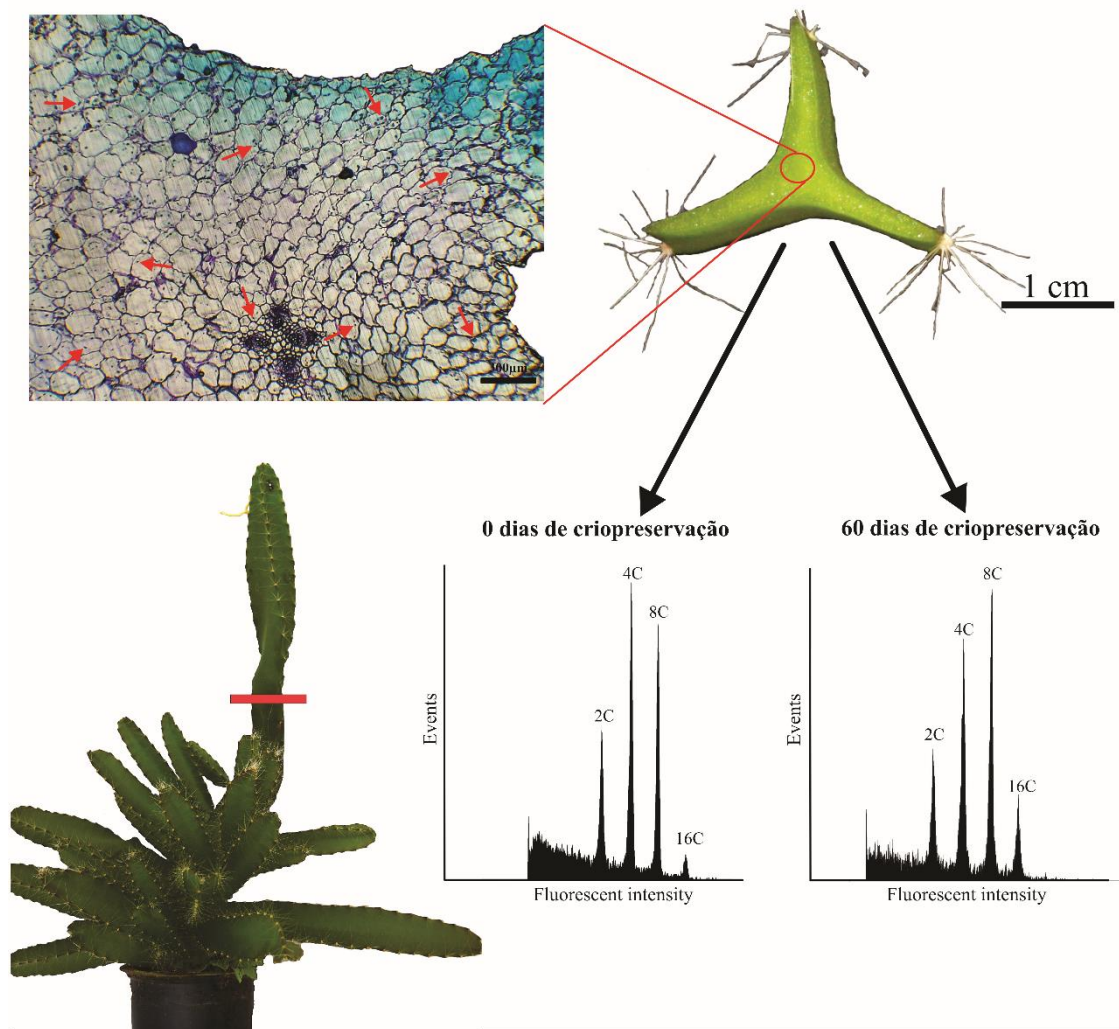 1 cm
0 dias de criopreservação
60 dias de criopreservação
4C
8C
2C
16C
Events
Fluorescent intensity
8C
4C
2C
16C
Events
Fluorescent intensity